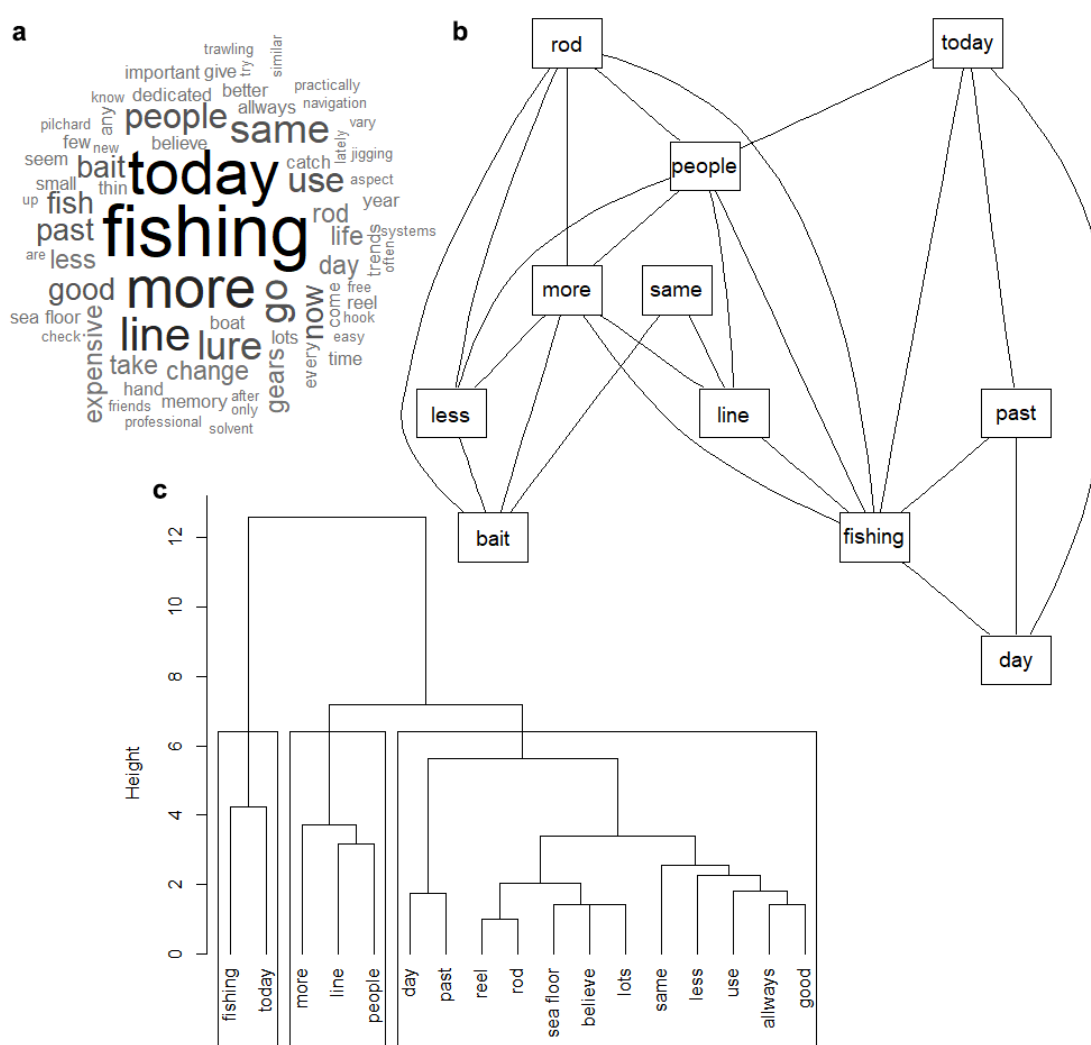 a
trawling
try
similar
important give
practically
know
dedicated
better
navigation
any
people
allways
same
vary
pilchard
few
new
believe
lately
jigging
seem
bait
today
catch
use
aspect
small
thin
up
fish
year
fishing
rod
past
life
systems
trends
often
are
less
day
good
more
go
now
come
free
reel
hook
sea floor
boat
line
lure
lots
easy
check
expensive
gears
every
time
take
change
hand
memory
after
friends
only
professional
solvent
b
rod
today
people
more
same
less
line
past
bait
fishing
day
c
Height
12
10
8
6
4
2
0
fishing
today
more
line
people
day
past
reel
rod
sea floor
believe
lots
same
less
use
allways
good